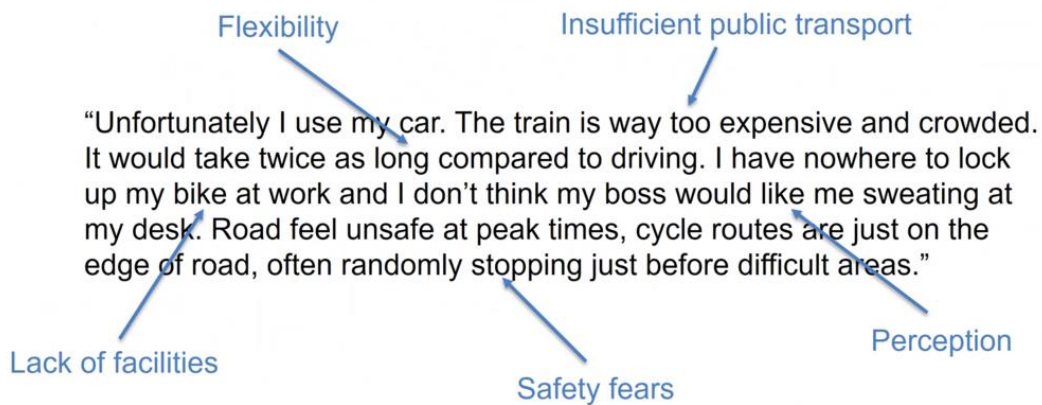 Flexibility
Insufficient public transport
“Unfortunately I use my car. The train is way too expensive and crowded.
It would take twice as long compared to driving. I have nowhere to lock
up my bike at work and I don’t think my boss would like me sweating at
my desk. Road feel unsafe at peak times, cycle routes are just on the
edge of road, often randomly stopping just before difficult areas.”
Perception
Lack of facilities
Safety fears